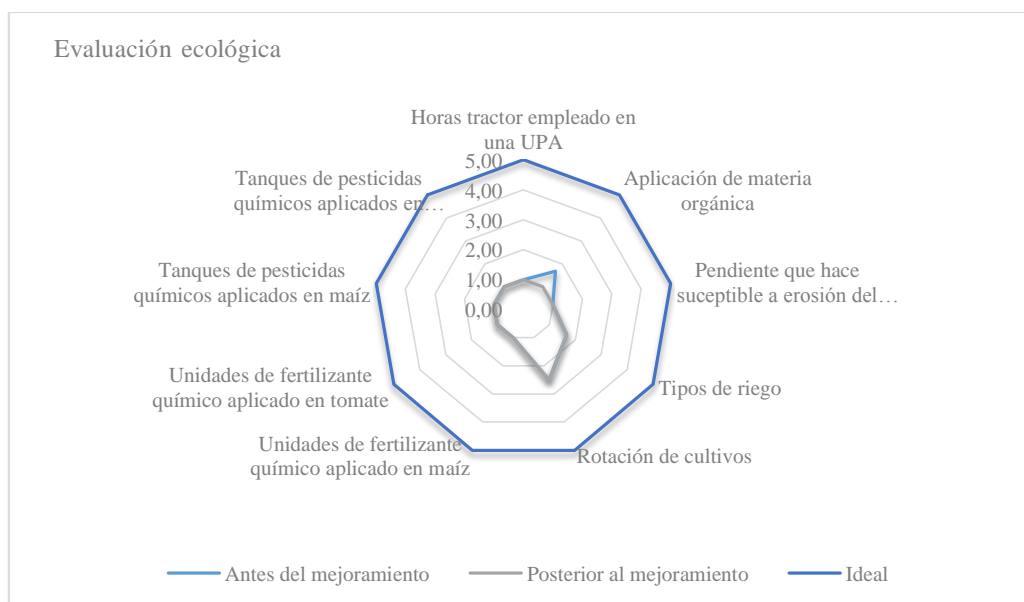 Evaluación ecológica
Horas tractor empleado en
una UPA
Aplicación de materia
orgánica
Pendiente que hace
suceptible a erosión del…
Tipos de riego
Rotación de cultivos
Unidades de fertilizante
químico aplicado en maíz
Unidades de fertilizante
químico aplicado en tomate
Tanques de pesticidas
químicos aplicados en maíz
Tanques de pesticidas
químicos aplicados en…
5,00
4,00
3,00
2,00
1,00
0,00
Antes del mejoramiento
Posterior al mejoramiento
Ideal